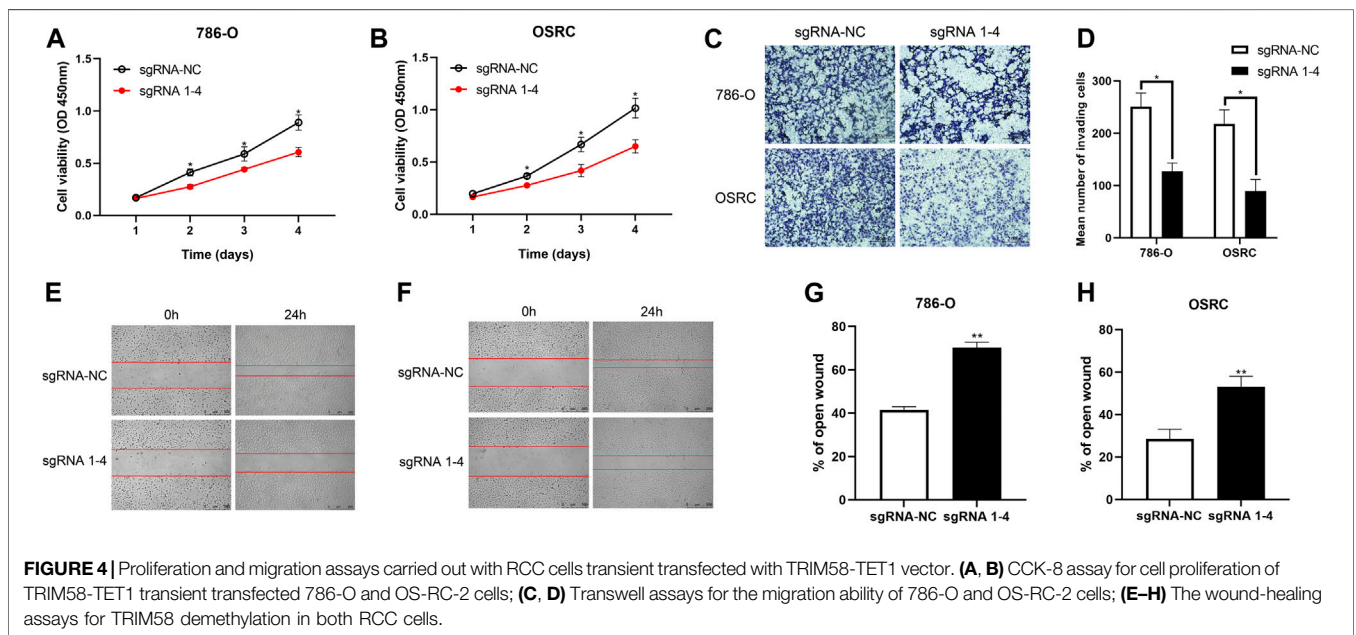 A
786-O
sgRNA-NC
sgRNA 1-4
Cell viability (OD 450nm)
1.5
1.0
0.5
0.0
*
*
*
1
2
3
4
Time (days)
B
OSRC
sgRNA-NC
sgRNA 1-4
Cell viability (OD 450nm)
1.5
1.0
0.5
0.0
*
*
*
1
2
3
4
Time (days)
C
sgRNA-NC
sgRNA 1-4
786-O
OSRC
D
sgRNA-NC
sgRNA 1-4
Mean number of invading cells
300
200
100
0
*
*
786-O
OSRC
E
0h
24h
sgRNA-NC
sgRNA 1-4
F
0h
24h
sgRNA-NC
sgRNA 1-4
G
786-O
% of open wound
80
60
40
20
0
**
sgRNA-NC
sgRNA 1-4
H
OSRC
% of open wound
80
60
40
20
0
**
sgRNA-NC
sgRNA 1-4
FIGURE 4 | Proliferation and migration assays carried out with RCC cells transient transfected with TRIM58-TET1 vector. (A, B) CCK-8 assay for cell proliferation of
TRIM58-TET1 transient transfected 786-O and OS-RC-2 cells; (C, D) Transwell assays for the migration ability of 786-O and OS-RC-2 cells; (E–H) The wound-healing
assays for TRIM58 demethylation in both RCC cells.